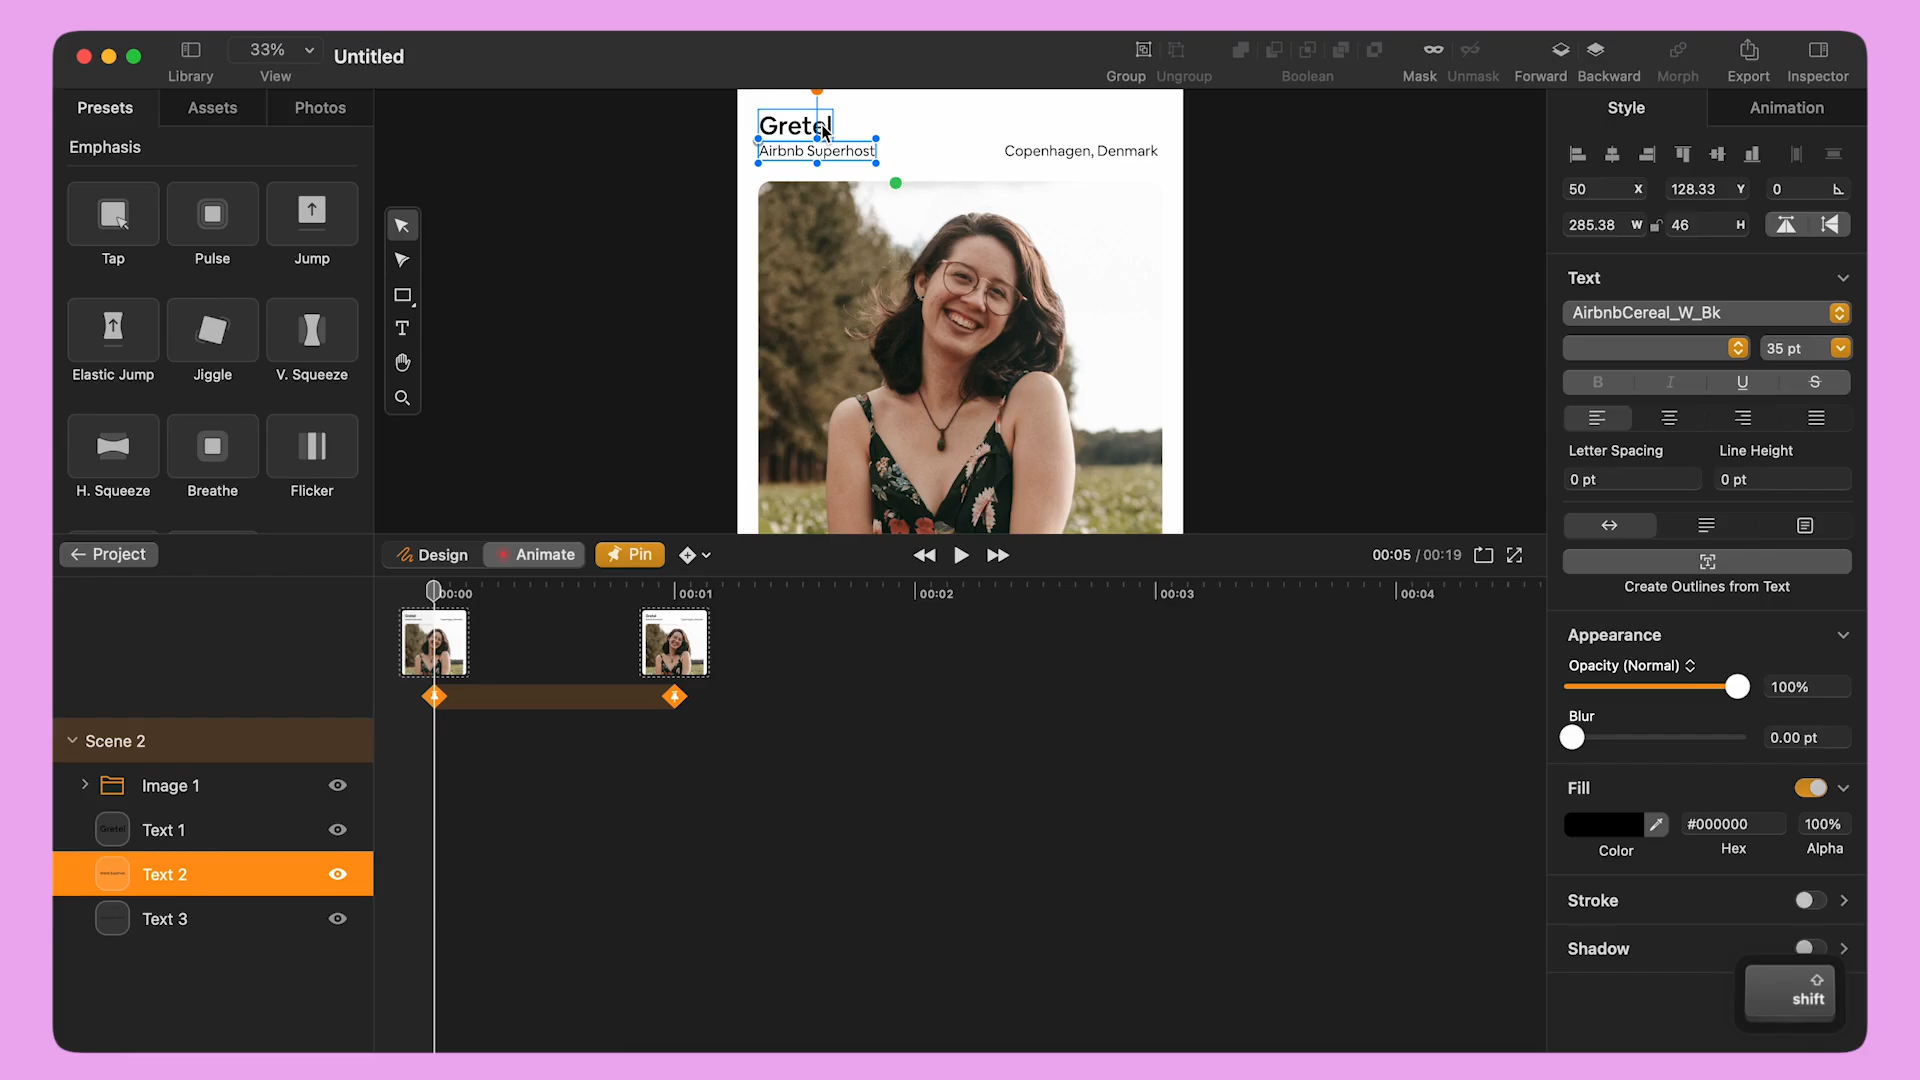 33%
Untitled
Library
View
Group
Ungroup
Boolean
Mask
Unmask
Forward
Backward
Morph
Export
Inspector
Presets
Assets
Photos
Emphasis
Tap
Pulse
Jump
Elastic Jump
Jiggle
V. Squeeze
H. Squeeze
Breathe
Flicker
Gretel
Airbnb Superhost
Copenhagen, Denmark
Style
Animation
50 X
128.33 Y
0
285.38 W
46 H
Text
AirbnbCereal_W_Bk
35 pt
B I U S
Letter Spacing
Line Height
0 pt
0 pt
Create Outlines from Text
Appearance
Opacity (Normal)
100%
Blur
0.00 pt
Fill
#000000
100%
Color
Hex
Alpha
Stroke
Shadow
shift
Project
Design
Animate
Pin
00:05 / 00:19
00:00
00:01
00:02
00:03
00:04
Scene 2
Image 1
Text 1
Text 2
Text 3